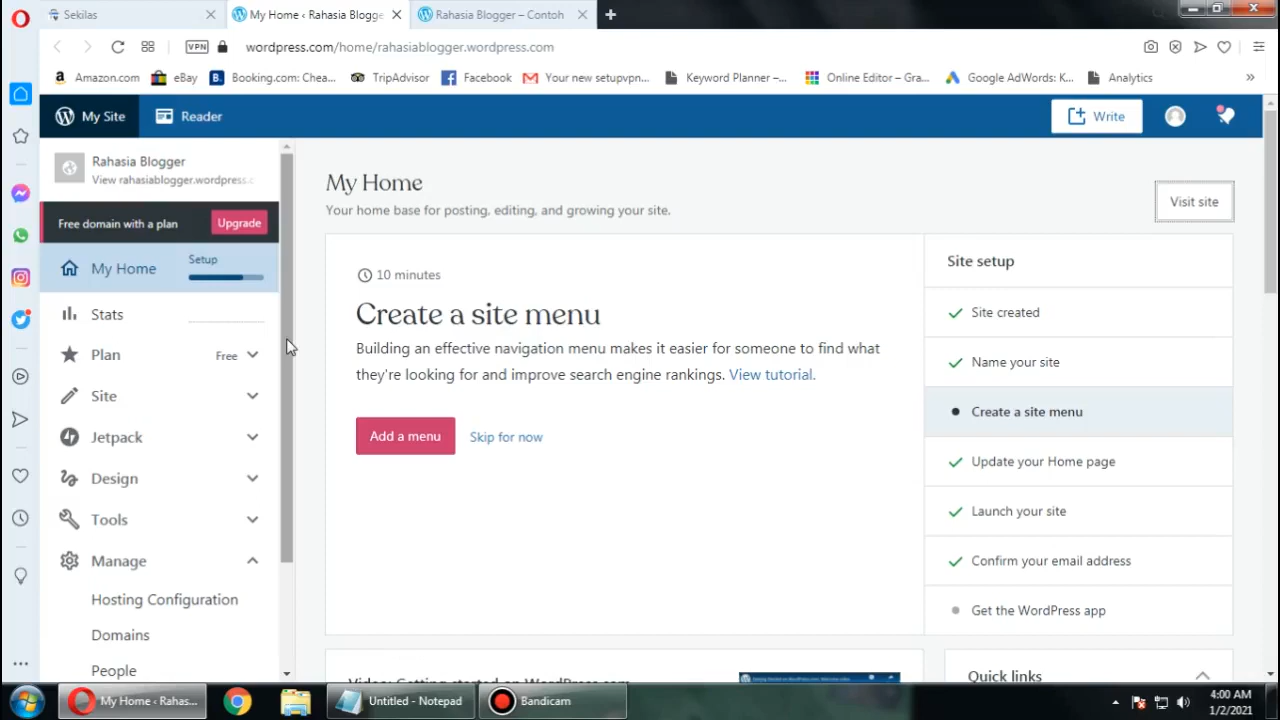 Sekilas
My Home ‹ Rahasia Blogge
Rahasia Blogger – Contoh
VPN
wordpress.com/home/rahasiablogger.wordpress.com
Amazon.com
eBay
Booking.com: Chea...
TripAdvisor
Facebook
Your new setupvpn...
Keyword Planner –...
Online Editor – Gra...
Google AdWords: K...
Analytics
My Site
Reader
Write
Rahasia Blogger
View rahasiablogger.wordpress.c
Free domain with a plan
Upgrade
My Home
Setup
Stats
Plan
Free
Site
Jetpack
Design
Tools
Manage
Hosting Configuration
Domains
People
My Home
Your home base for posting, editing, and growing your site.
Visit site
10 minutes
Create a site menu
Building an effective navigation menu makes it easier for someone to find what
they're looking for and improve search engine rankings. View tutorial.
Add a menu
Skip for now
Site setup
Site created
Name your site
Create a site menu
Update your Home page
Launch your site
Confirm your email address
Get the WordPress app
Video: Getting started on WordPress.com
Quick links
My Home ‹ Rahas...
Untitled - Notepad
Bandicam
4:00 AM
1/2/2021